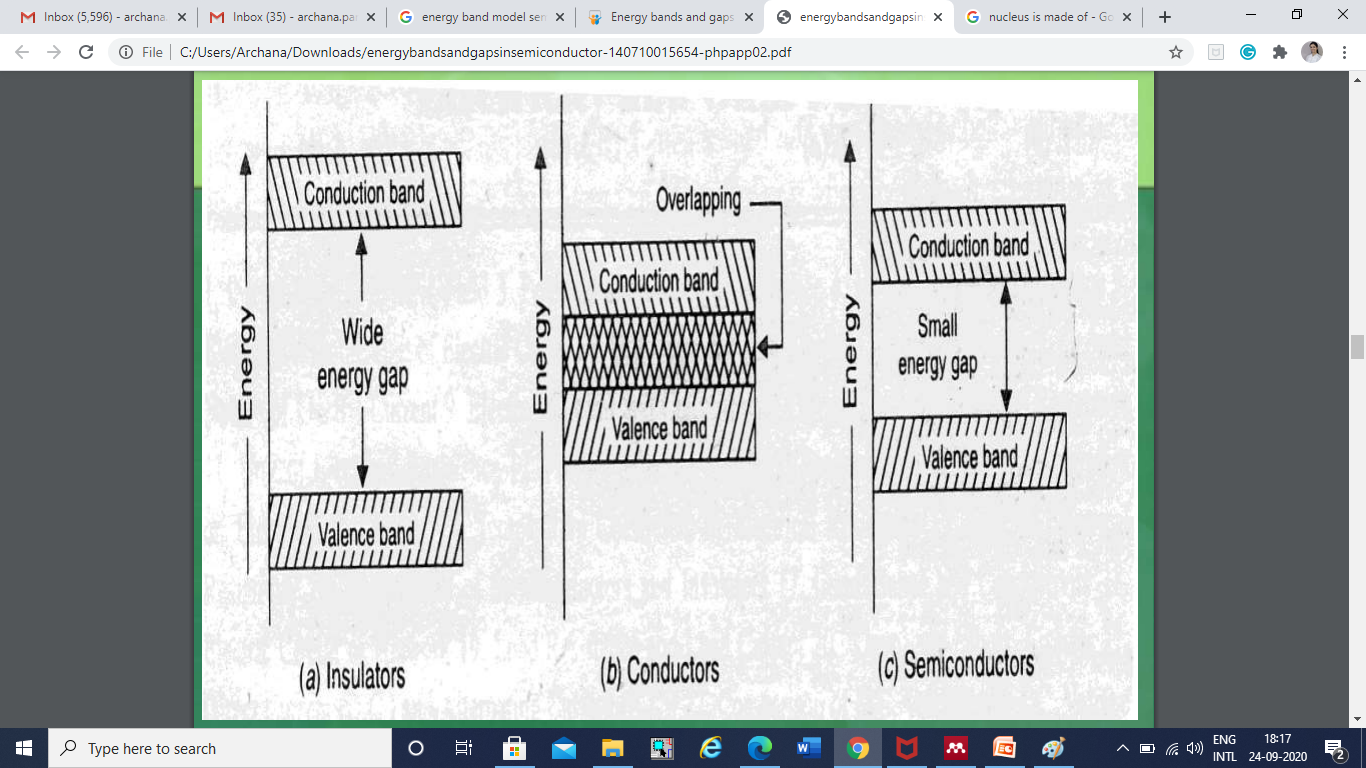 Inbox (5,596) - archana.
Inbox (35) - archana.pa
energy band model sem
Energy bands and gaps
energybandsandgapsin
nucleus is made of - Go
File
C:/Users/Archana/Downloads/energybandsandgapsinsemiconductor-140710015654-phpapp02.pdf
Energy
Conduction band
Wide
energy gap
Valence band
(a) Insulators
Energy
Overlapping
Conduction band
Valence band
(b) Conductors
Energy
Conduction band
Small
energy gap
Valence band
(c) Semiconductors
Type here to search
ENG
INTL
18:17
24-09-2020
2